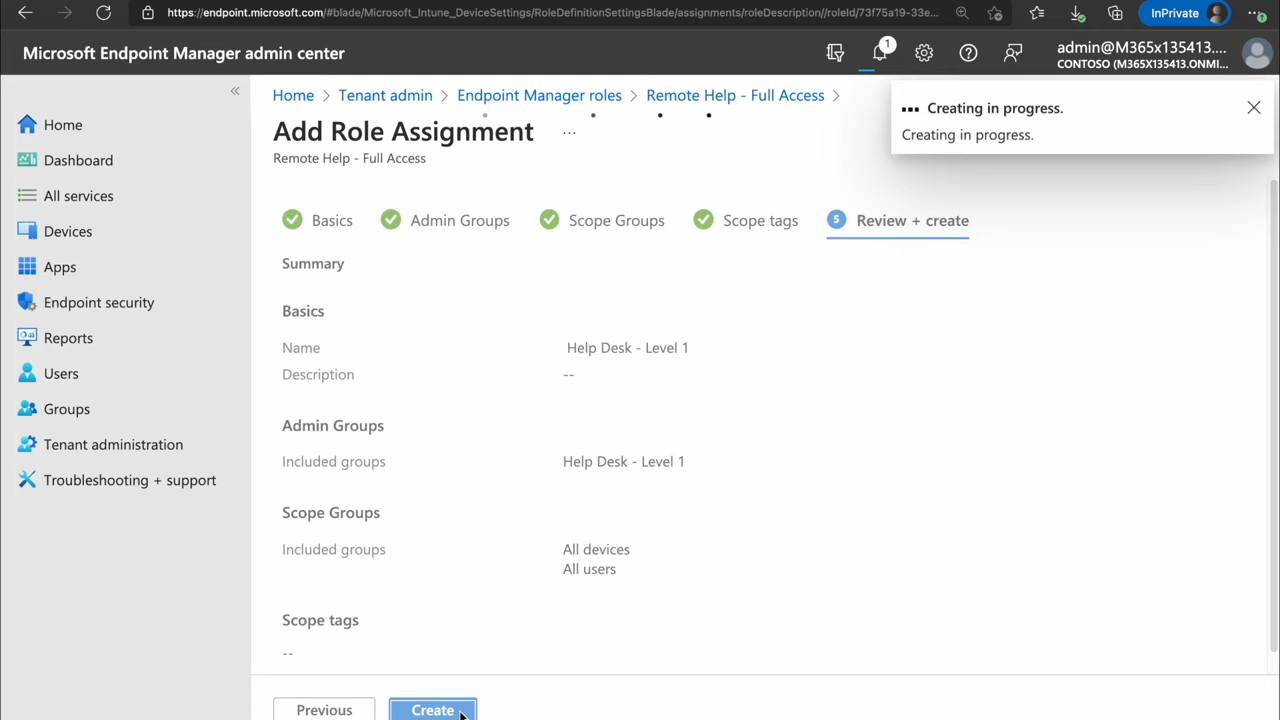 https://endpoint.microsoft.com/#blade/Microsoft_Intune_DeviceSettings/RoleDefinitionSettingsBlade/assignments/roleDescription//roleId/73f75a19-33e...
InPrivate
Microsoft Endpoint Manager admin center
1
admin@M365x135413....
CONTOSO (M365X135413.ONMI...
«
Home > Tenant admin > Endpoint Manager roles > Remote Help - Full Access >
Creating in progress.
Creating in progress.
Add Role Assignment ...
Remote Help - Full Access
Home
Dashboard
All services
Devices
Apps
Endpoint security
Reports
Users
Groups
Tenant administration
Troubleshooting + support
Basics Admin Groups Scope Groups Scope tags 5 Review + create
Summary
Basics
Name Help Desk - Level 1
Description --
Admin Groups
Included groups Help Desk - Level 1
Scope Groups
Included groups All devices
All users
Scope tags
--
Previous Create